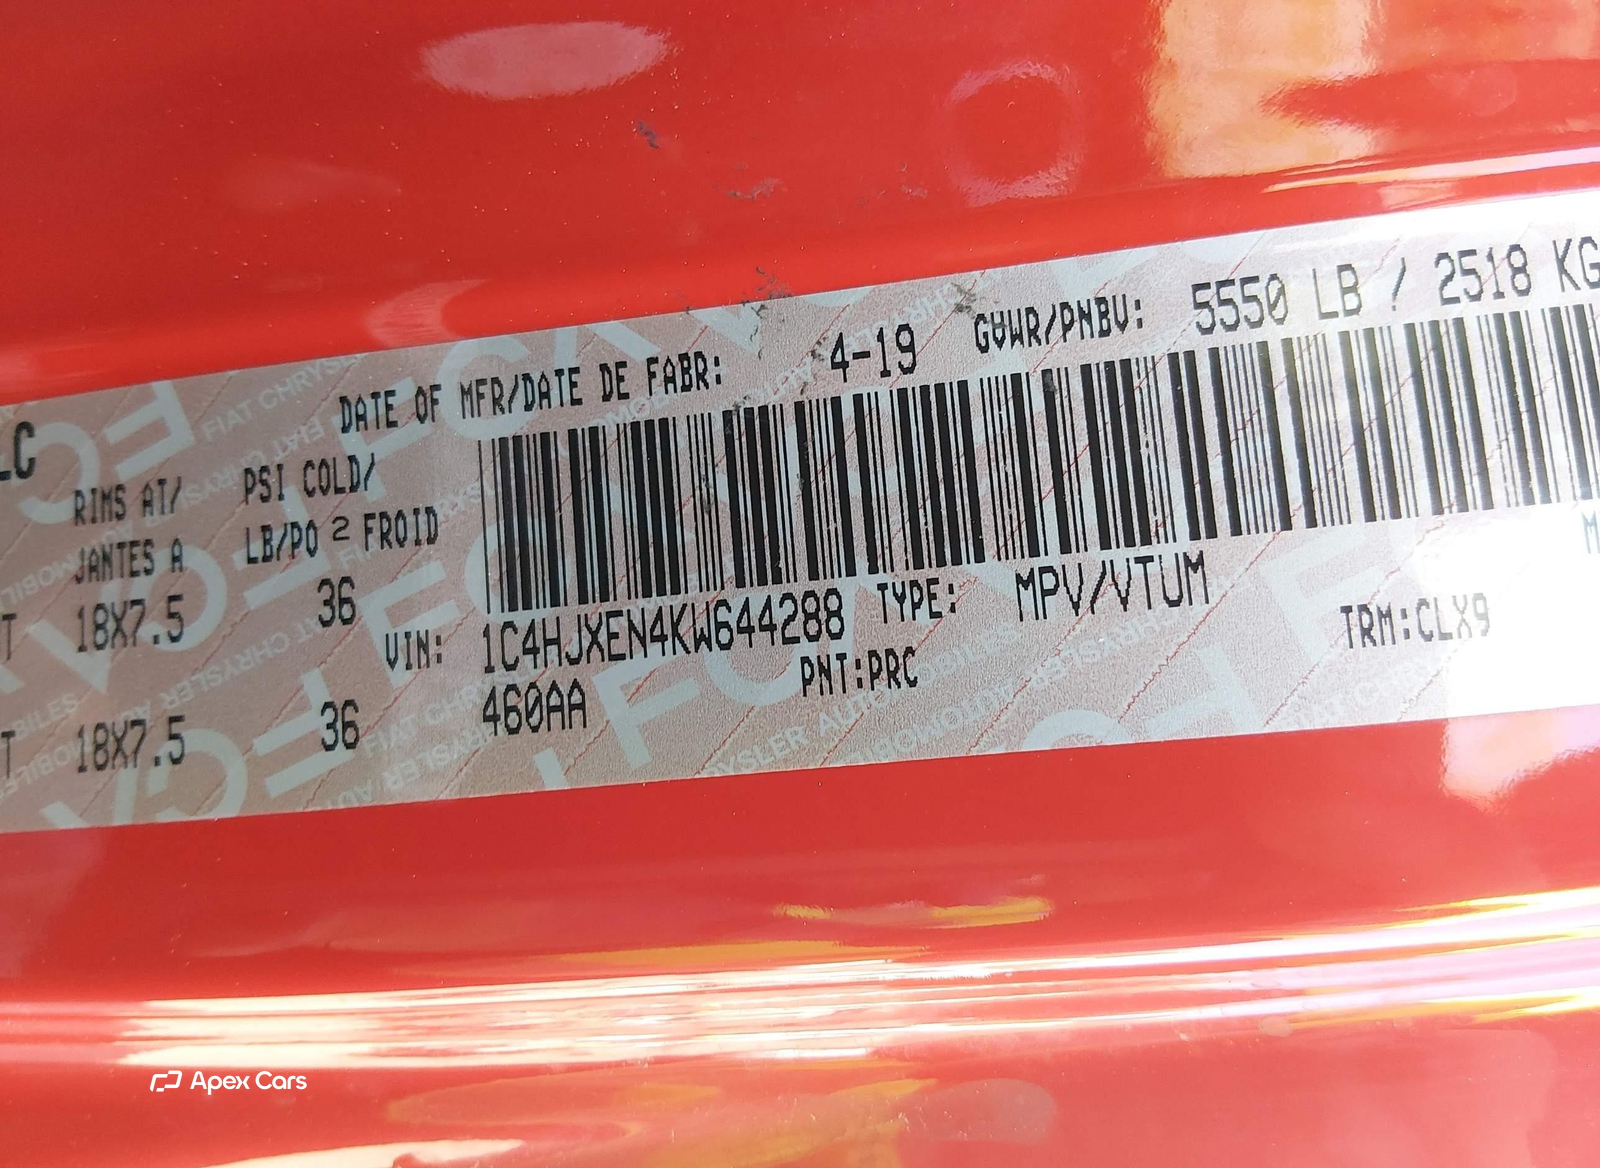 LC
DATE OF MFR/DATE DE FABR: 4-19 GVWR/PNBV: 5550 LB / 2518 KG
RIMS AT/ PSI COLD/
JANTES A LB/PO 2 FROID
T 18X7.5 36
VIN: 1C4HJXEN4KW644288 TYPE: MPV/VTUM
T 18X7.5 36
460AA PNT:PRC TRM:CLX9
M
Apex Cars